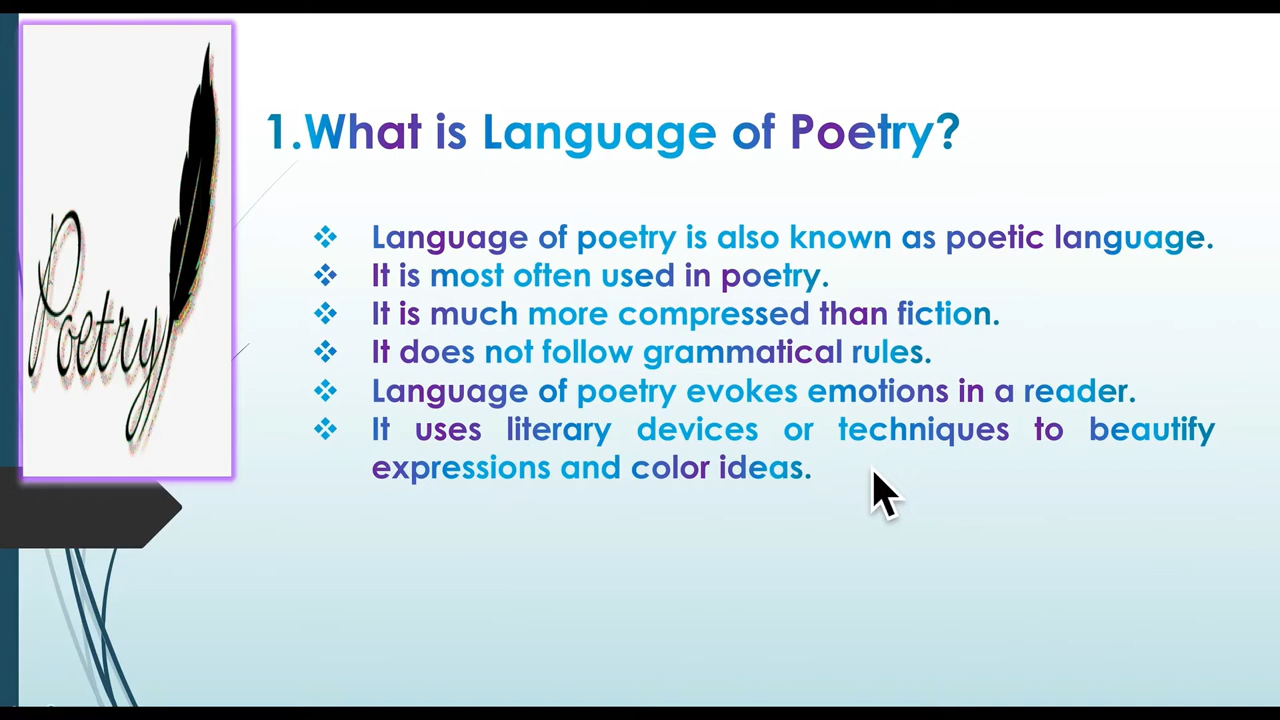 Poetry
1.What is Language of Poetry?
❖ Language of poetry is also known as poetic language.
❖ It is most often used in poetry.
❖ It is much more compressed than fiction.
❖ It does not follow grammatical rules.
❖ Language of poetry evokes emotions in a reader.
❖ It uses literary devices or techniques to beautify
expressions and color ideas.